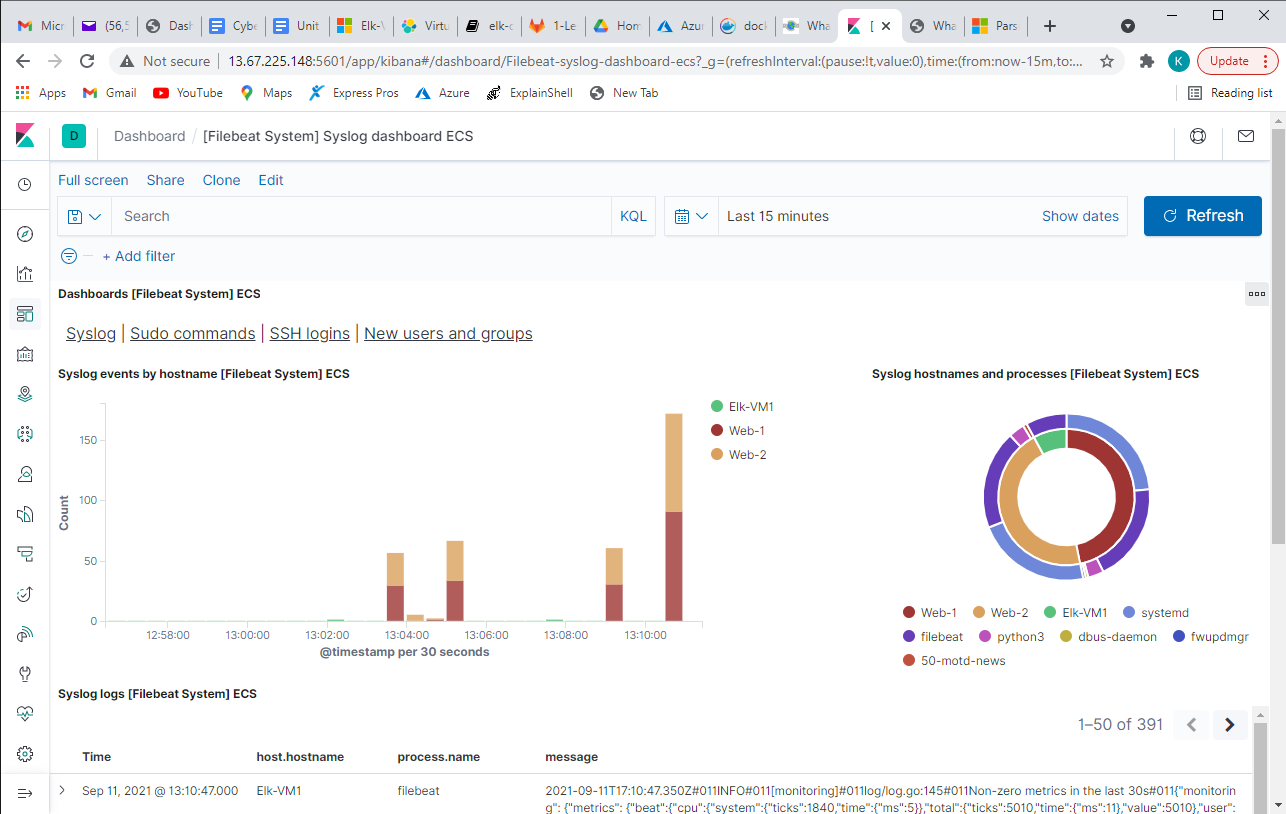 Micr
(56,5
Dash
Cybe
Unit
Elk-V
Virtu
elk-c
1-Le
Hom
Azur
dock
Wha
[
Wha
Pars
Not secure
13.67.225.148:5601/app/kibana#/dashboard/Filebeat-syslog-dashboard-ecs?_g=(refreshInterval:(pause:!t,value:0),time:(from:now-15m,to:...
K
Update
Apps
Gmail
YouTube
Maps
Express Pros
Azure
ExplainShell
New Tab
Reading list
D
Dashboard / [Filebeat System] Syslog dashboard ECS
Full screen Share Clone Edit
Search
KQL
Last 15 minutes
Show dates
Refresh
+ Add filter
Dashboards [Filebeat System] ECS
Syslog | Sudo commands | SSH logins | New users and groups
Syslog events by hostname [Filebeat System] ECS
150
100
50
0
Count
12:58:00 13:00:00 13:02:00 13:04:00 13:06:00 13:08:00 13:10:00
@timestamp per 30 seconds
Elk-VM1
Web-1
Web-2
Syslog hostnames and processes [Filebeat System] ECS
Web-1 Web-2 Elk-VM1 systemd
filebeat python3 dbus-daemon fwupdmgr
50-motd-news
Syslog logs [Filebeat System] ECS
1–50 of 391
Time host.hostname process.name message
Sep 11, 2021 @ 13:10:47.000 Elk-VM1 filebeat 2021-09-11T17:10:47.350Z#011INFO#011[monitoring]#011log/log.go:145#011Non-zero metrics in the last 30s#011{"monitorin
g": {"metrics": {"beat":{"cpu":{"system":{"ticks":1840,"time":{"ms":5}},"total":{"ticks":5010,"time":{"ms":11},"value":5010},"user":